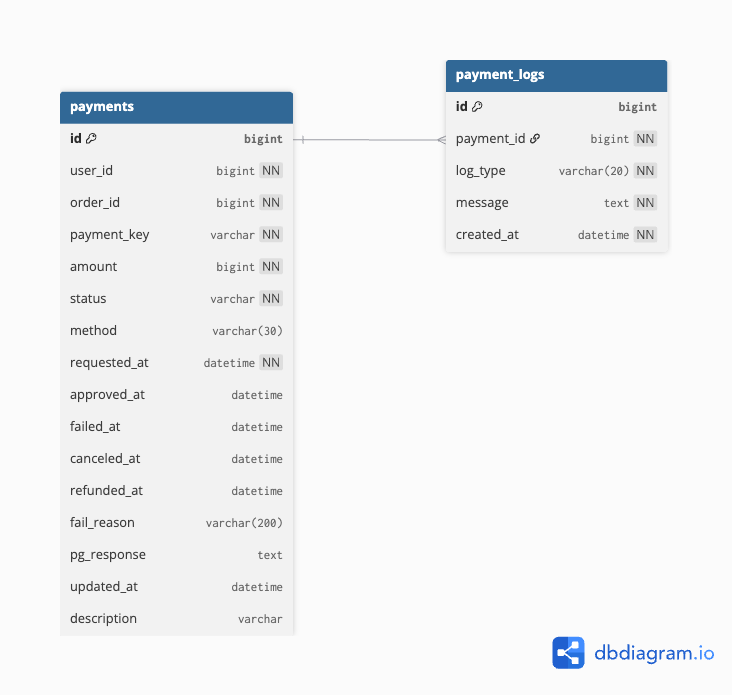 payments
id bigint
user_id bigint NN
order_id bigint NN
payment_key varchar NN
amount bigint NN
status varchar NN
method varchar(30)
requested_at datetime NN
approved_at datetime
failed_at datetime
canceled_at datetime
refunded_at datetime
fail_reason varchar(200)
pg_response text
updated_at datetime
description varchar
payment_logs
id bigint
payment_id bigint NN
log_type varchar(20) NN
message text NN
created_at datetime NN
dbdiagram.io